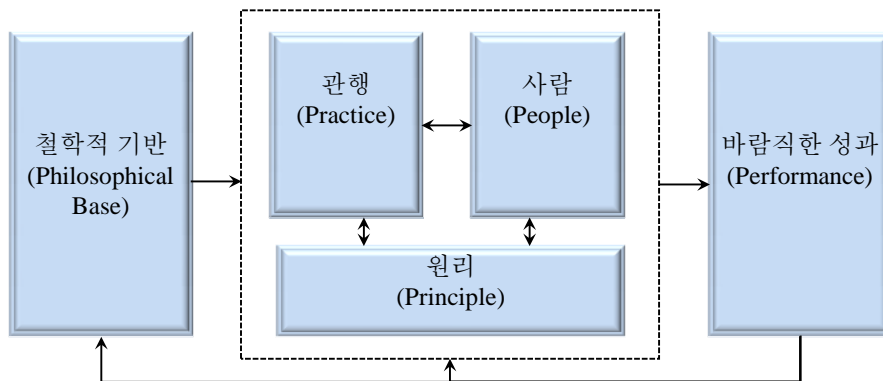 철학적 기반
(Philosophical
Base)
관행
(Practice)
사람
(People)
원리
(Principle)
바람직한 성과
(Performance)